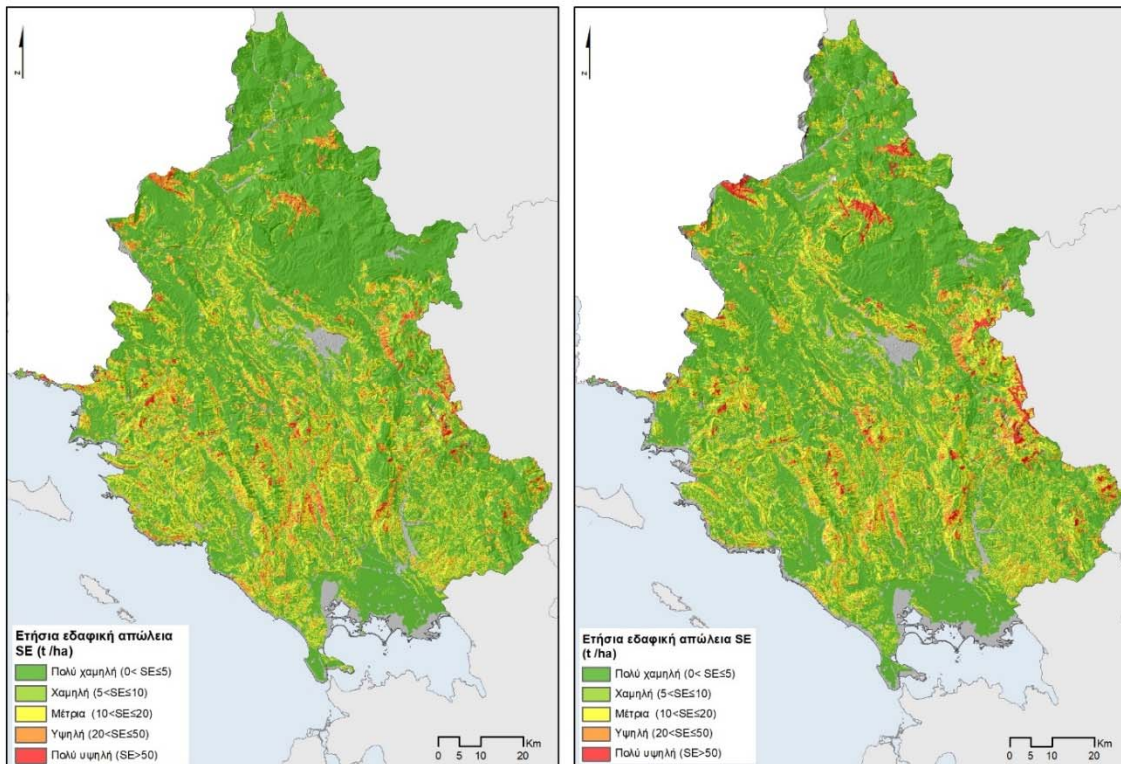 N
Ετήσια εδαφική απώλεια
SE (t /ha)
Πολύ χαμηλή (0< SE≤5)
Χαμηλή (5<SE≤10)
Μέτρια (10<SE≤20)
Υψηλή (20<SE≤50)
Πολύ υψηλή (SE>50)
Km
0 5 10 20
N
Ετήσια εδαφική απώλεια SE
(t /ha)
Πολύ χαμηλή (0< SE≤5)
Χαμηλή (5<SE≤10)
Μέτρια (10<SE≤20)
Υψηλή (20<SE≤50)
Πολύ υψηλή (SE>50)
Km
0 5 10 20